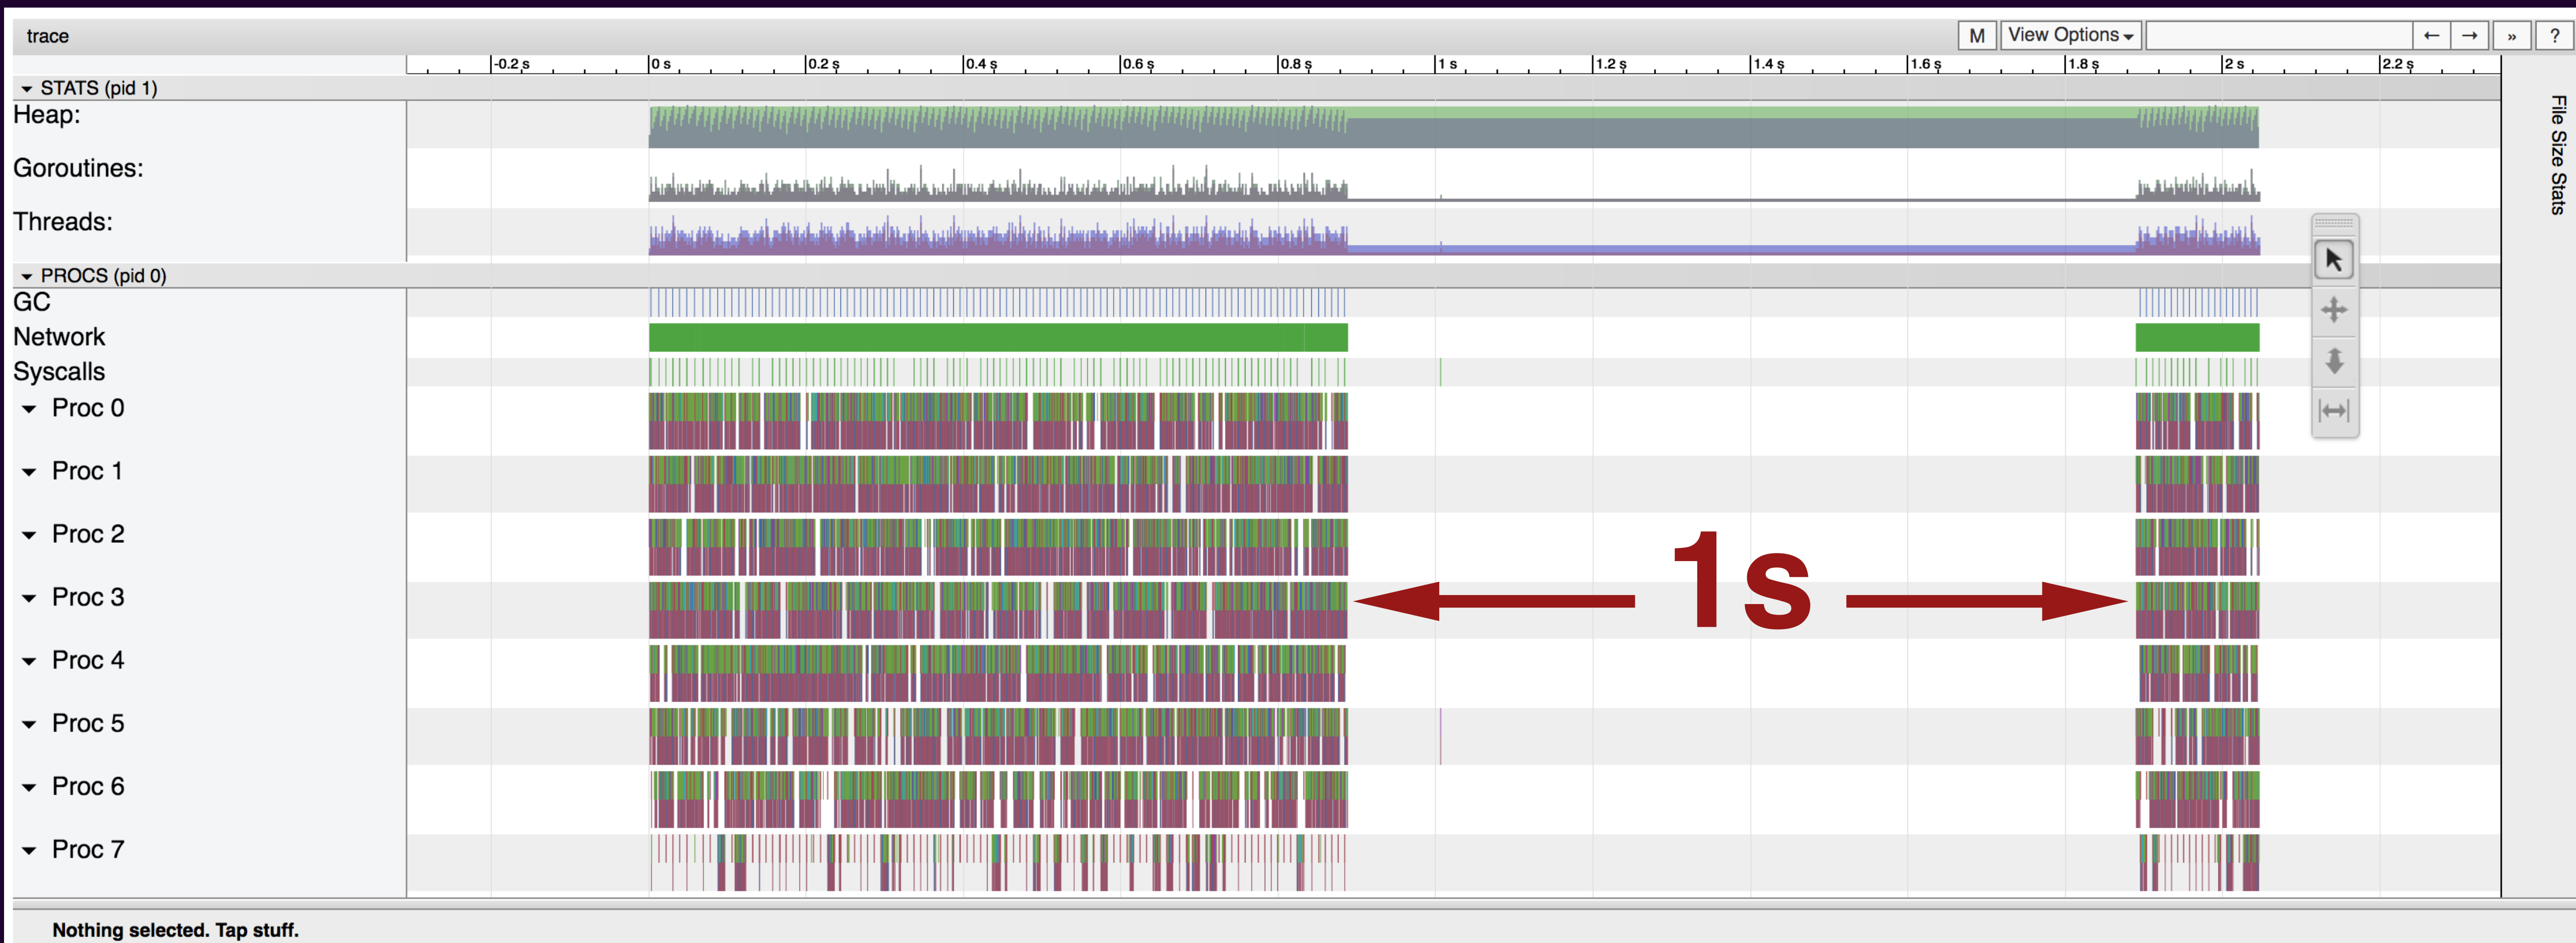 trace
M View Options ← → » ?
-0.2 s 0 s 0.2 s 0.4 s 0.6 s 0.8 s 1 s 1.2 s 1.4 s 1.6 s 1.8 s 2 s 2.2 s
STATS (pid 1)
Heap:
Goroutines:
Threads:
PROCS (pid 0)
GC
Network
Syscalls
Proc 0
Proc 1
Proc 2
Proc 3
Proc 4
Proc 5
Proc 6
Proc 7
1s
File Size Stats
Nothing selected. Tap stuff.